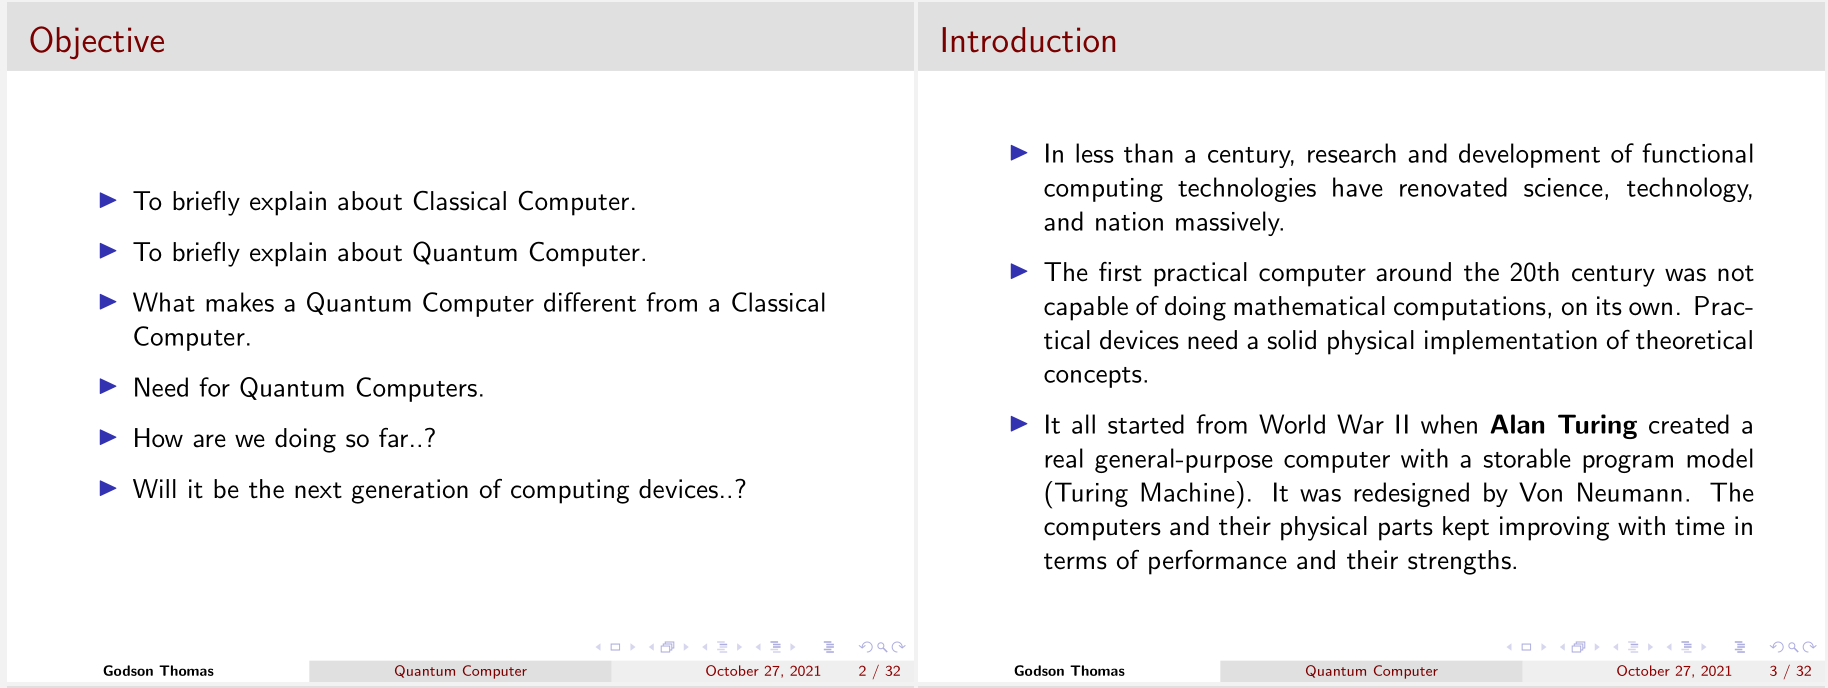 Objective
To briefly explain about Classical Computer.
To briefly explain about Quantum Computer.
What makes a Quantum Computer different from a Classical
Computer.
Need for Quantum Computers.
How are we doing so far..?
Will it be the next generation of computing devices..?
Godson Thomas
Quantum Computer
October 27, 2021
2 / 32
Introduction
In less than a century, research and development of functional
computing technologies have renovated science, technology,
and nation massively.
The first practical computer around the 20th century was not
capable of doing mathematical computations, on its own. Prac-
tical devices need a solid physical implementation of theoretical
concepts.
It all started from World War II when Alan Turing created a
real general-purpose computer with a storable program model
(Turing Machine). It was redesigned by Von Neumann. The
computers and their physical parts kept improving with time in
terms of performance and their strengths.
Godson Thomas
Quantum Computer
October 27, 2021
3 / 32